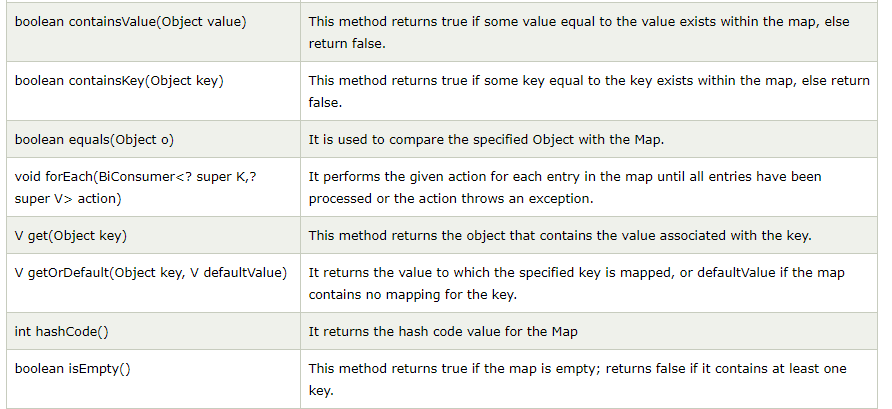 boolean containsValue(Object value)
This method returns true if some value equal to the value exists within the map, else
return false.
boolean containsKey(Object key)
This method returns true if some key equal to the key exists within the map, else return
false.
boolean equals(Object o)
It is used to compare the specified Object with the Map.
void forEach(BiConsumer<? super K,?
super V> action)
It performs the given action for each entry in the map until all entries have been
processed or the action throws an exception.
V get(Object key)
This method returns the object that contains the value associated with the key.
V getOrDefault(Object key, V defaultValue)
It returns the value to which the specified key is mapped, or defaultValue if the map
contains no mapping for the key.
int hashCode()
It returns the hash code value for the Map
boolean isEmpty()
This method returns true if the map is empty; returns false if it contains at least one
key.